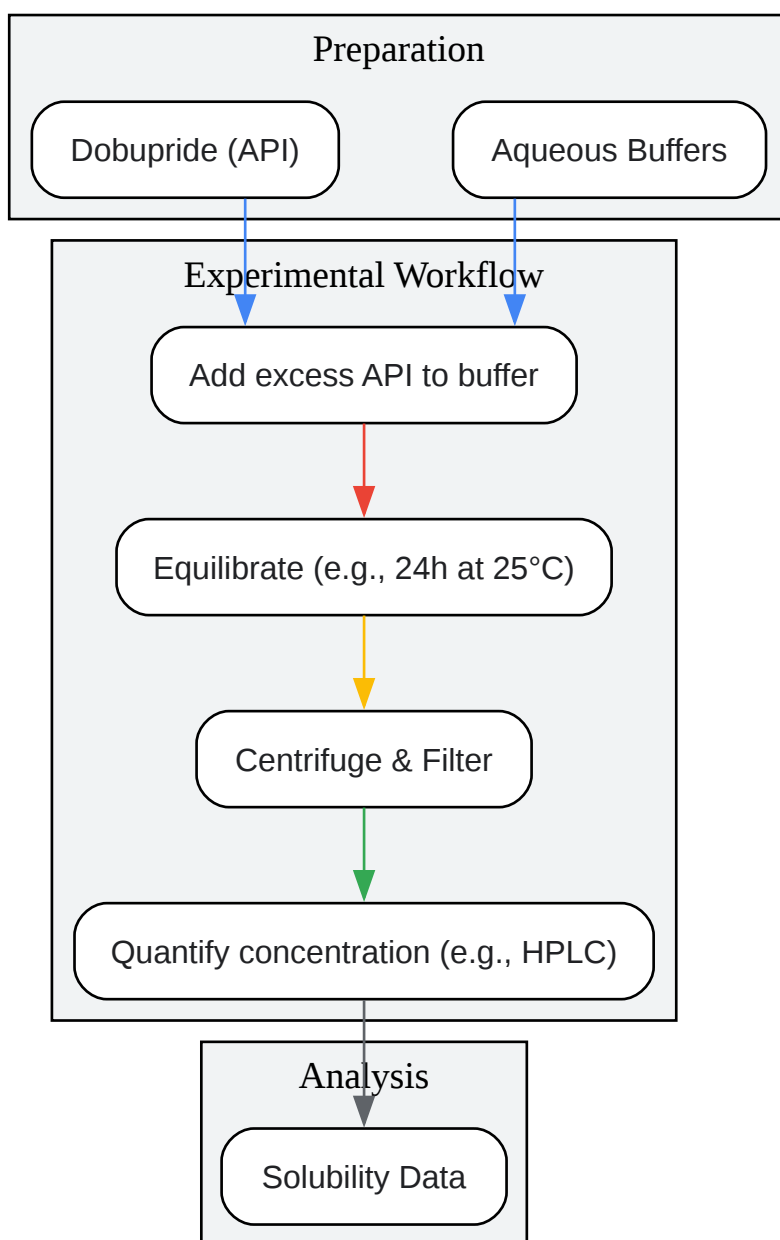 Preparation
Dobupride (API)
Aqueous Buffers
Experimental Workflow
Add excess API to buffer
Equilibrate (e.g., 24h at 25°C)
Centrifuge & Filter
Quantify concentration (e.g., HPLC)
Analysis
Solubility Data